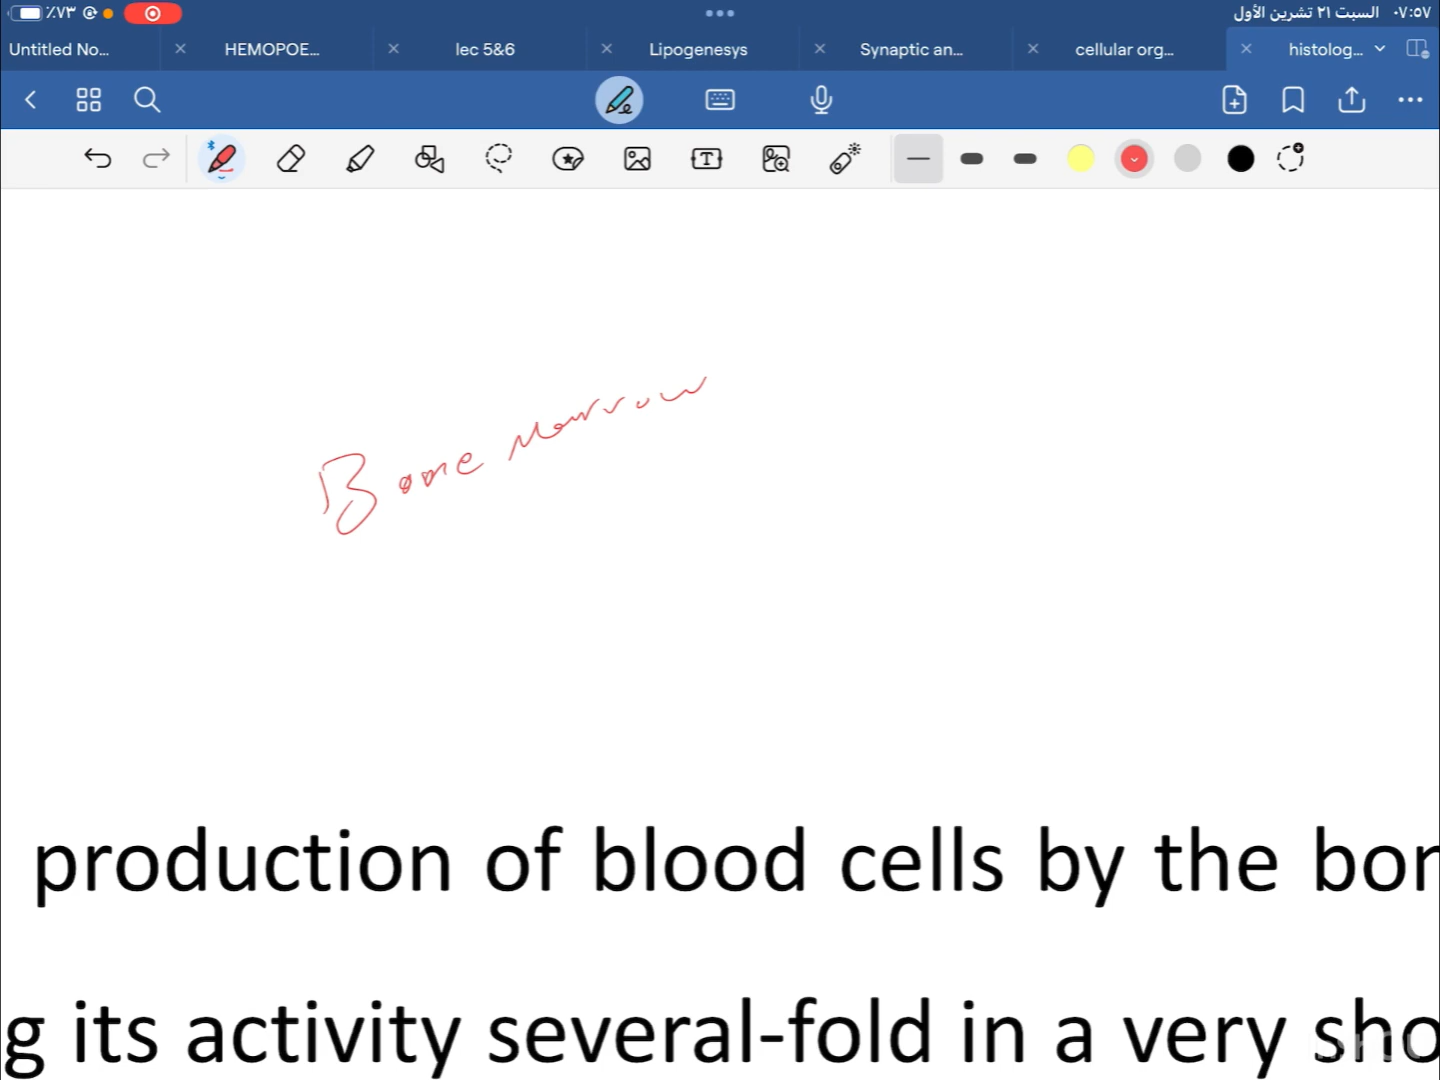 ٪٧٣ السبت ٢١ تشرين الأول ٠٧:٥٧
Untitled No... HEMOPOE... lec 5&6 Lipogenesys Synaptic an... cellular org... histolog...
Bone Marrow
production of blood cells by the bor
g its activity several-fold in a very sho